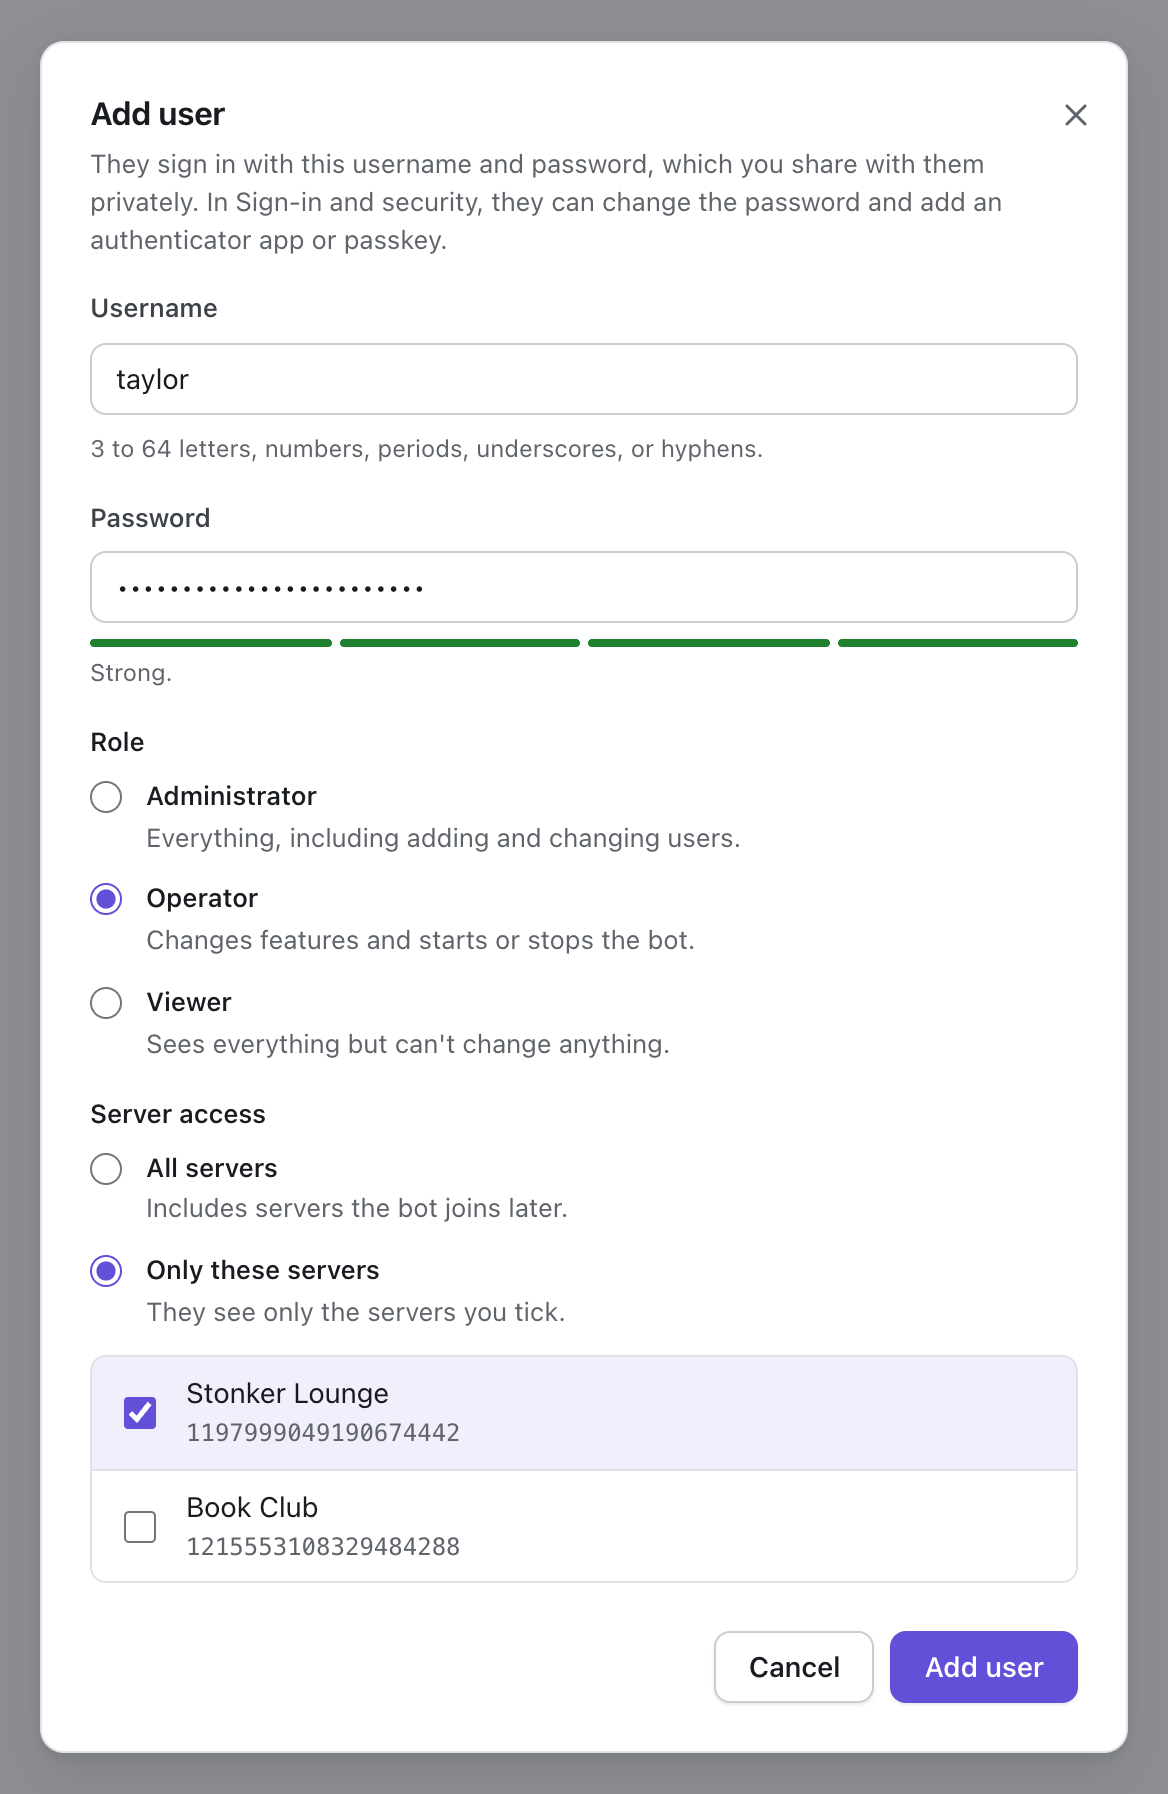 Add user
They sign in with this username and password, which you share with them
privately. In Sign-in and security, they can change the password and add an
authenticator app or passkey.
Username
taylor
3 to 64 letters, numbers, periods, underscores, or hyphens.
Password
••••••••••••••••••••••••
Strong.
Role
Administrator
Everything, including adding and changing users.
Operator
Changes features and starts or stops the bot.
Viewer
Sees everything but can't change anything.
Server access
All servers
Includes servers the bot joins later.
Only these servers
They see only the servers you tick.
Stonker Lounge
1197999049190674442
Book Club
1215553108329484288
Cancel
Add user